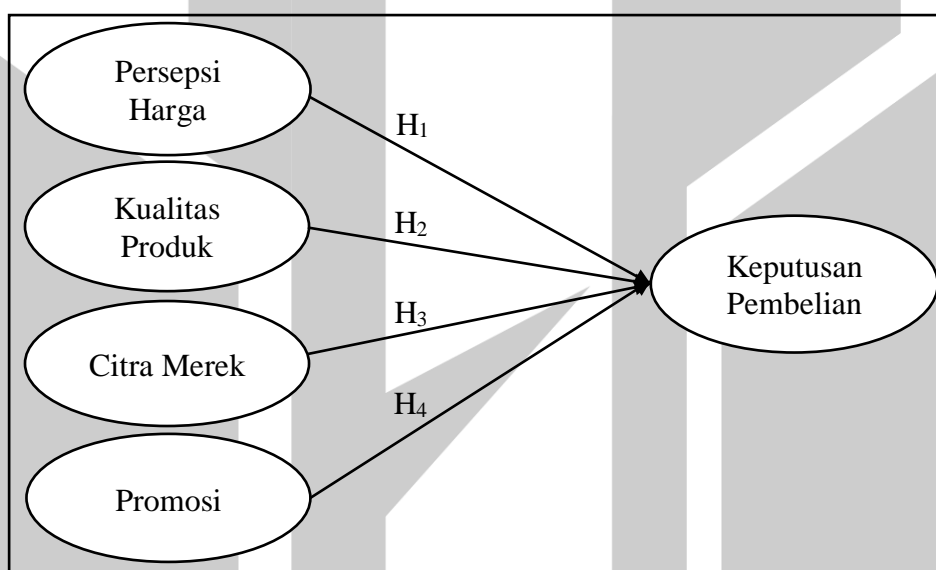 Persepsi
Harga
H₁
Kualitas
Produk
H₂
Keputusan
Pembelian
H₃
Citra Merek
H₄
Promosi